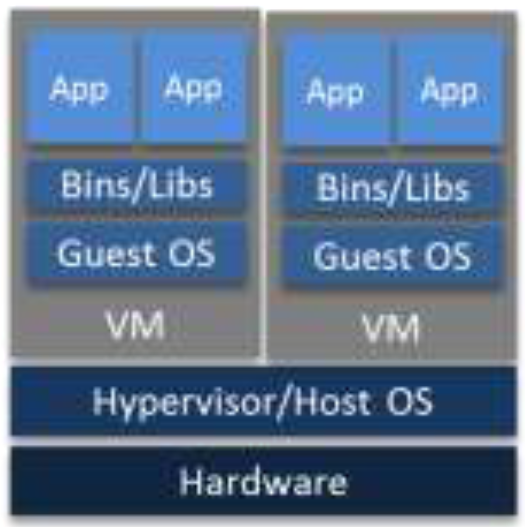 App App App App
Bins/Libs Bins/Libs
Guest OS Guest OS
VM VM
Hypervisor/Host OS
Hardware